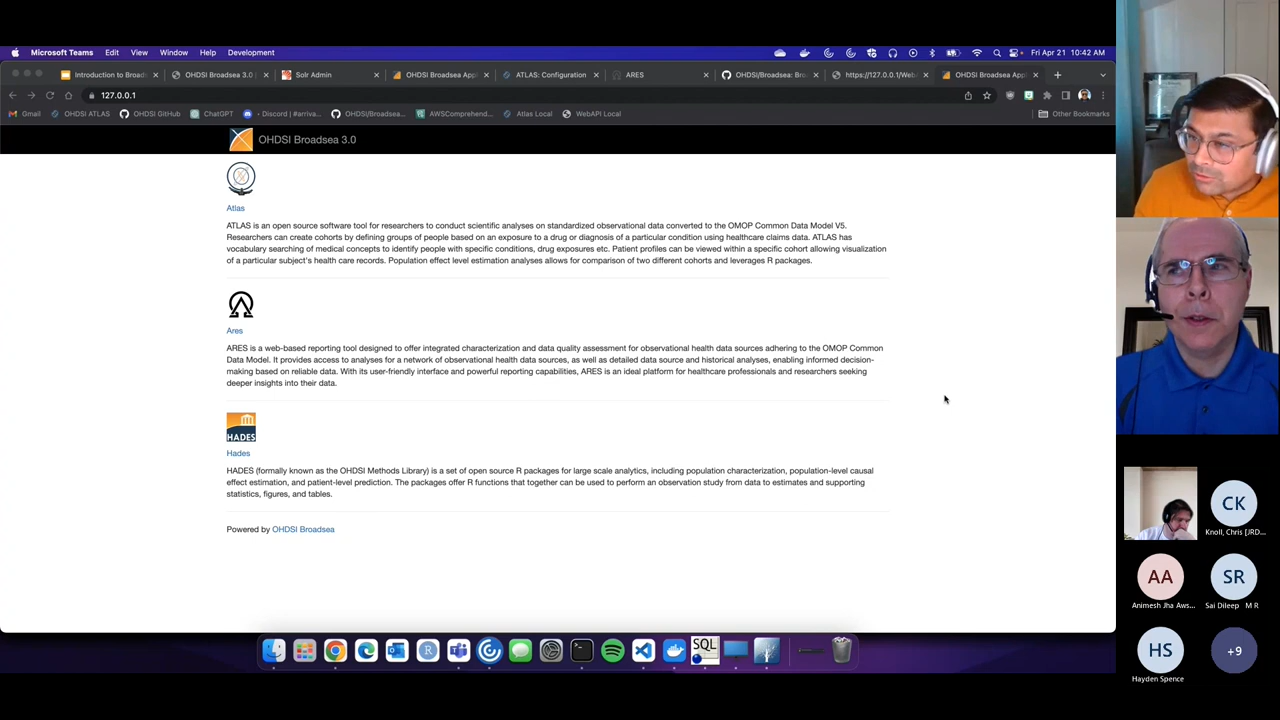 Microsoft Teams Edit View Window Help Development
Fri Apr 21 10:42 AM
Introduction to Broad
OHDSI Broadsea 3.0
Solr Admin
OHDSI Broadsea Appl
ATLAS: Configuration
ARES
OHDSI/Broadsea: Bro
https://127.0.0.1/Web
OHDSI Broadsea Appl
127.0.0.1
Gmail
OHDSI ATLAS
OHDSI GitHub
ChatGPT
- Discord | #arriva...
OHDSI/Broadsea...
AWSComprehend...
Atlas Local
WebAPI Local
Other Bookmarks
OHDSI Broadsea 3.0
Atlas
ATLAS is an open source software tool for researchers to conduct scientific analyses on standardized observational data converted to the OMOP Common Data Model V5.
Researchers can create cohorts by defining groups of people based on an exposure to a drug or diagnosis of a particular condition using healthcare claims data. ATLAS has
vocabulary searching of medical concepts to identify people with specific conditions, drug exposures etc. Patient profiles can be viewed within a specific cohort allowing visualization
of a particular subject's health care records. Population effect level estimation analyses allows for comparison of two different cohorts and leverages R packages.
Ares
ARES is a web-based reporting tool designed to offer integrated characterization and data quality assessment for observational health data sources adhering to the OMOP Common
Data Model. It provides access to analyses for a network of observational health data sources, as well as detailed data source and historical analyses, enabling informed decision-
making based on reliable data. With its user-friendly interface and powerful reporting capabilities, ARES is an ideal platform for healthcare professionals and researchers seeking
deeper insights into their data.
HADES
Hades
HADES (formally known as the OHDSI Methods Library) is a set of open source R packages for large scale analytics, including population characterization, population-level causal
effect estimation, and patient-level prediction. The packages offer R functions that together can be used to perform an observation study from data to estimates and supporting
statistics, figures, and tables.
Powered by OHDSI Broadsea
SQL
CK
Knoll, Chris [JRD...
AA
Animesh Jha Aws...
SR
Sai Dileep M R
HS
Hayden Spence
+9